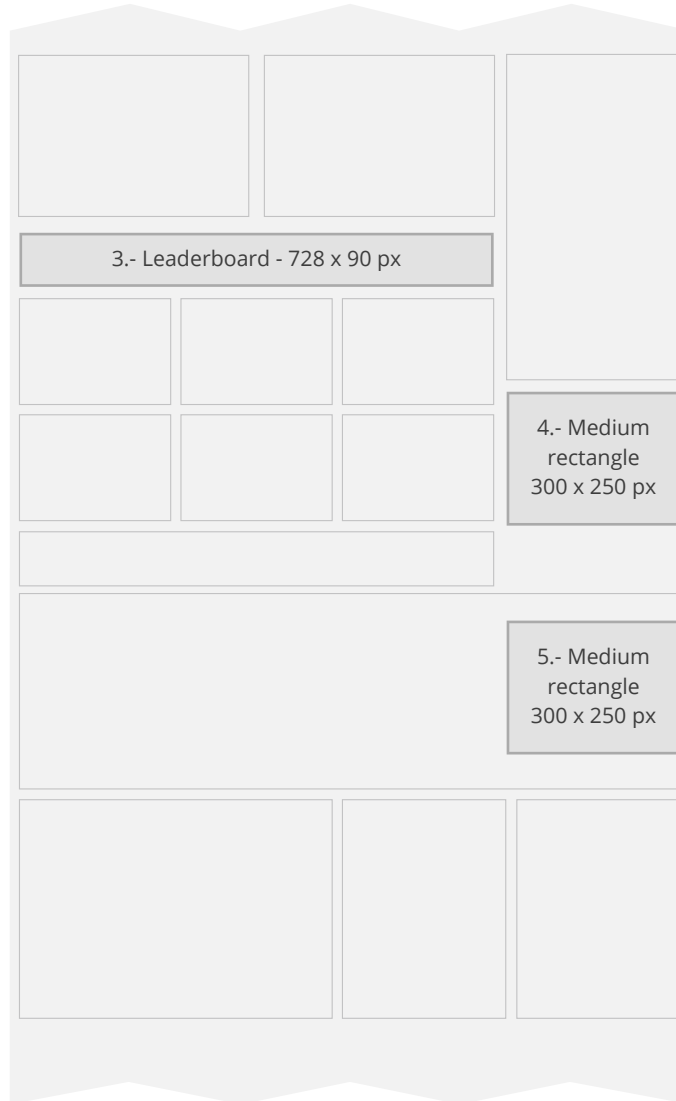 3.- Leaderboard - 728 x 90 px
4.- Medium
rectangle
300 x 250 px
5.- Medium
rectangle
300 x 250 px